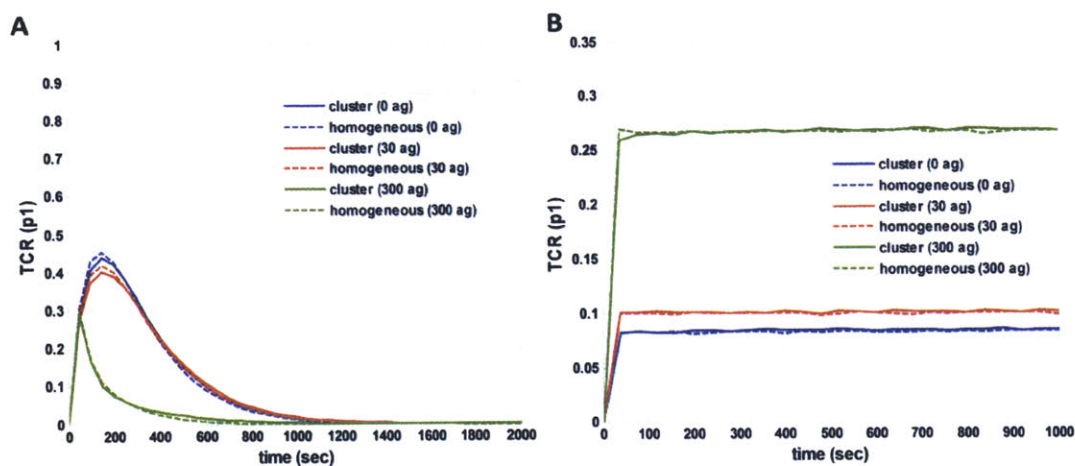 A
1
0.9
0.8
0.7
0.6
0.5
0.4
0.3
0.2
0.1
0
TCR (p1)
cluster (0 ag)
homogeneous (0 ag)
cluster (30 ag)
homogeneous (30 ag)
cluster (300 ag)
homogeneous (300 ag)
0 200 400 600 800 1000 1200 1400 1600 1800 2000
time (sec)
B
0.35
0.3
0.25
0.2
0.15
0.1
0.05
0
TCR (p1)
cluster (0 ag)
homogeneous (0 ag)
cluster (30 ag)
homogeneous (30 ag)
cluster (300 ag)
homogeneous (300 ag)
0 100 200 300 400 500 600 700 800 900 1000
time (sec)